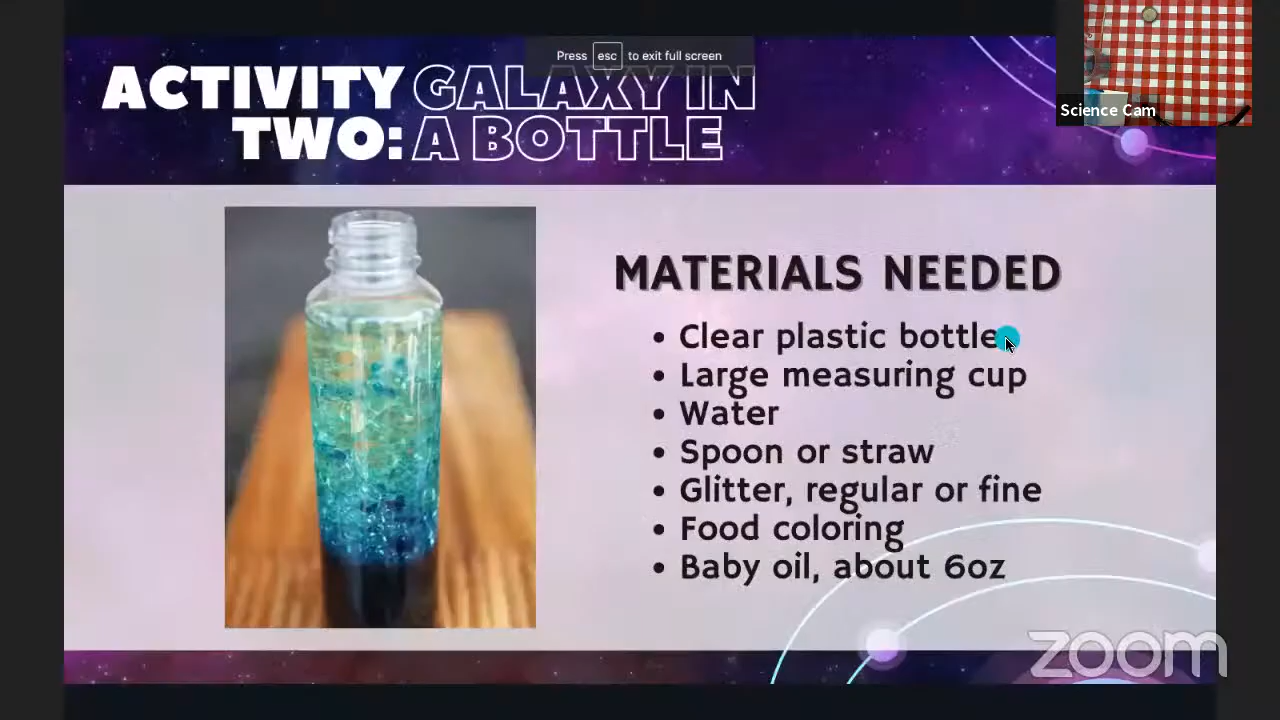 Press esc to exit full screen
ACTIVITY GALAXY IN
TWO: A BOTTLE
Science Cam
MATERIALS NEEDED
• Clear plastic bottle
• Large measuring cup
• Water
• Spoon or straw
• Glitter, regular or fine
• Food coloring
• Baby oil, about 6oz
zoom